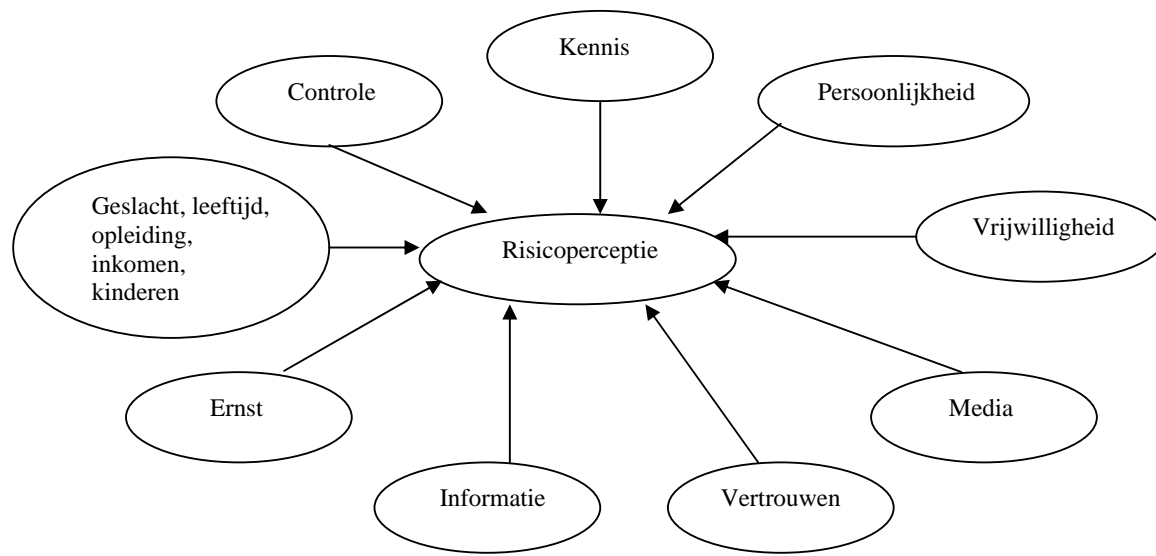 Kennis
Controle
Persoonlijkheid
Geslacht, leeftijd,
opleiding,
inkomen,
kinderen
Vrijwilligheid
Risicoperceptie
Ernst
Media
Informatie
Vertrouwen